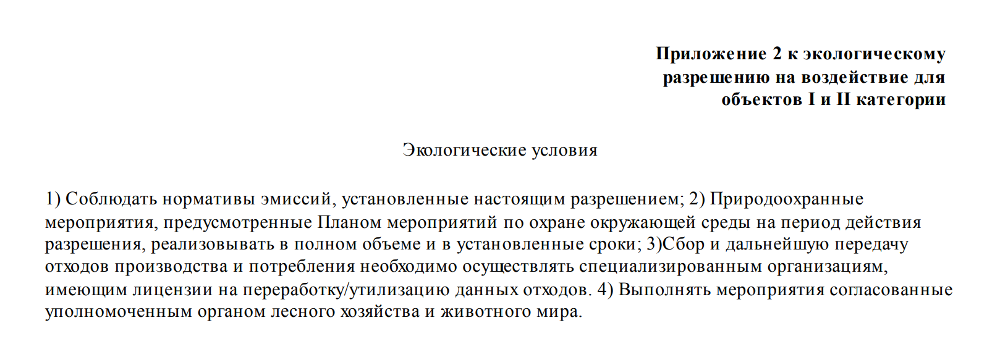 Приложение 2 к экологическому
разрешению на воздействие для
объектов I и II категории
Экологические условия
1) Соблюдать нормативы эмиссий, установленные настоящим разрешением; 2) Природоохранные
мероприятия, предусмотренные Планом мероприятий по охране окружающей среды на период действия
разрешения, реализовывать в полном объеме и в установленные сроки; 3)Сбор и дальнейшую передачу
отходов производства и потребления необходимо осуществлять специализированным организациям,
имеющим лицензии на переработку/утилизацию данных отходов. 4) Выполнять мероприятия согласованные
уполномоченным органом лесного хозяйства и животного мира.